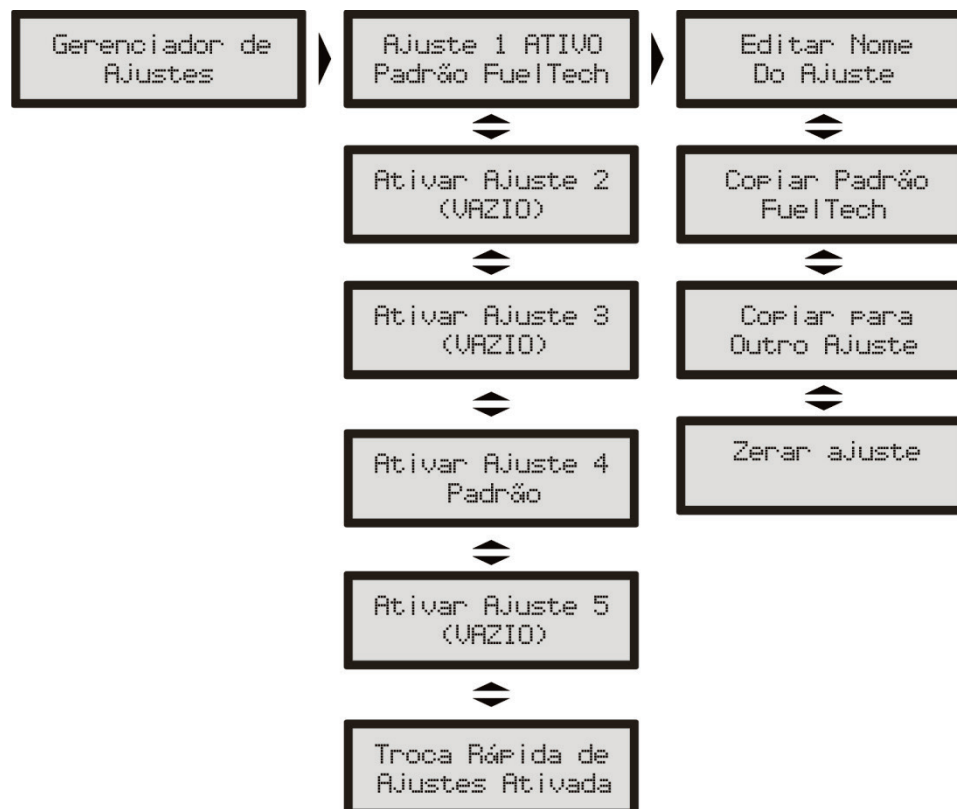 Gerenciador de
Ajustes
Ajuste 1 ATIVO
Padrão FuelTech
Ativar Ajuste 2
(VAZIO)
Ativar Ajuste 3
(VAZIO)
Ativar Ajuste 4
Padrão
Ativar Ajuste 5
(VAZIO)
Troca Rápida de
Ajustes Ativada
Editar Nome
Do Ajuste
Copiar Padrão
FuelTech
Copiar para
Outro Ajuste
Zerar ajuste